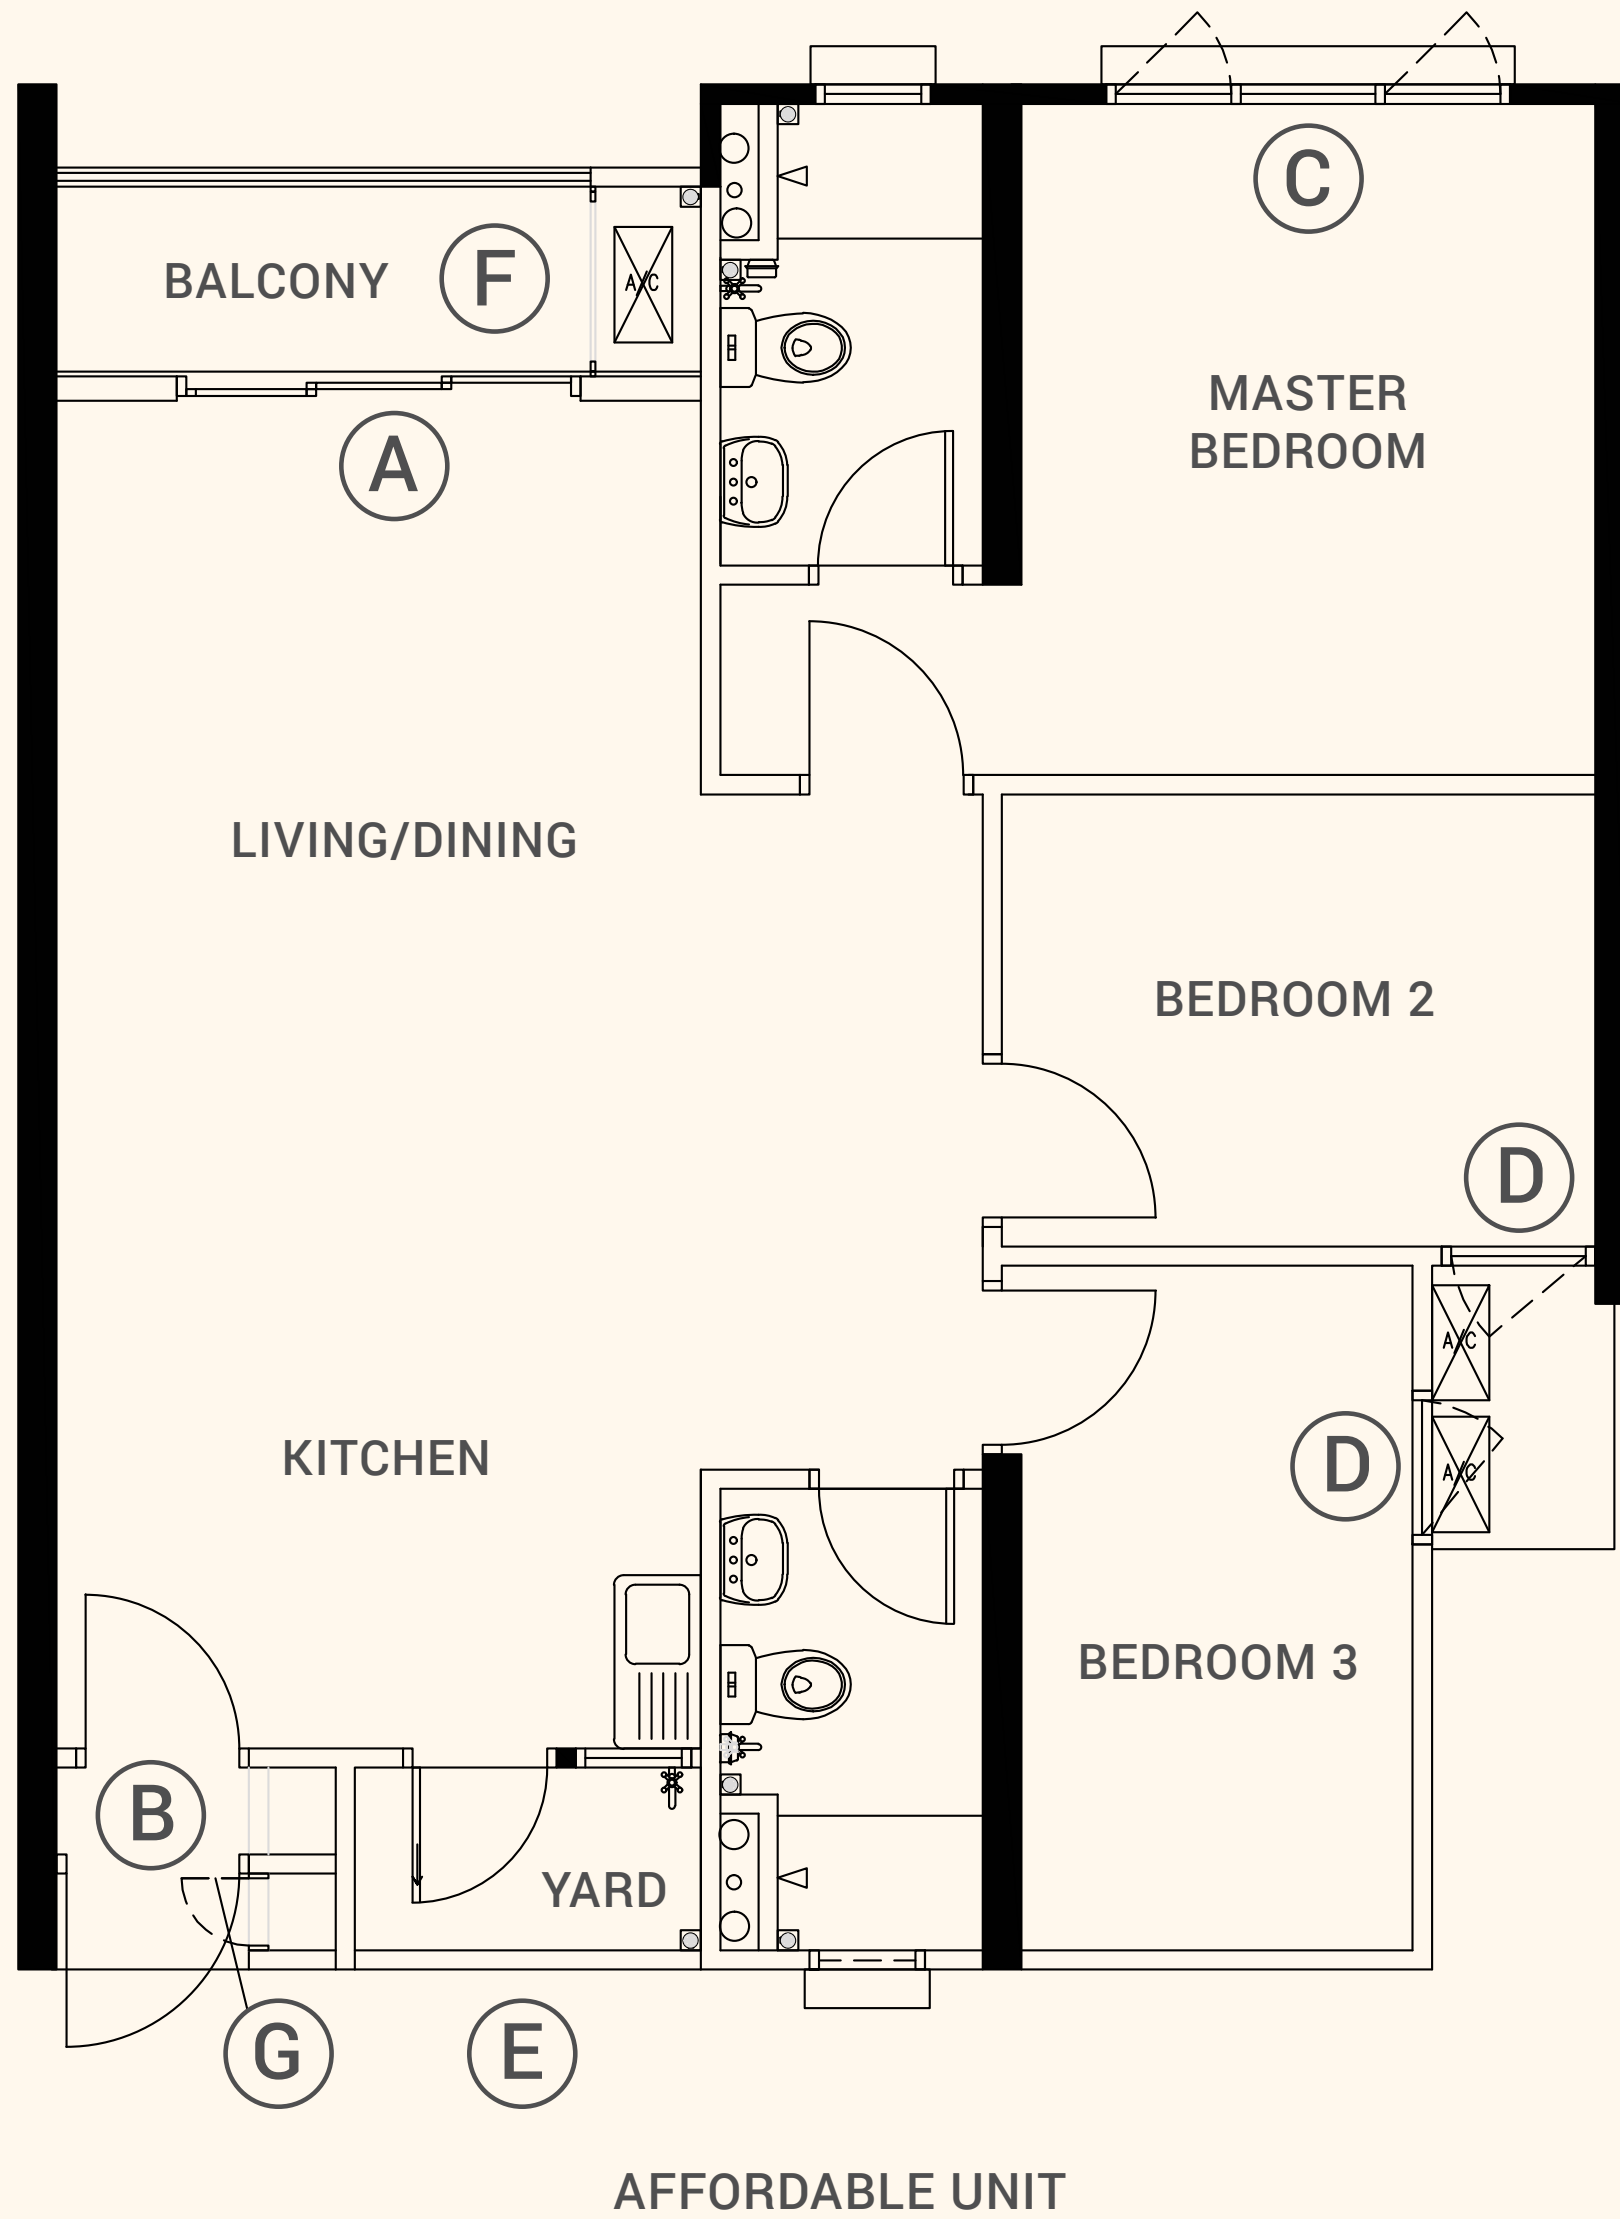 C
BALCONY
F
A/C
MASTER
BEDROOM
A
LIVING/DINING
BEDROOM 2
D
A/C
KITCHEN
D
A/C
BEDROOM 3
B
YARD
G
E
AFFORDABLE UNIT